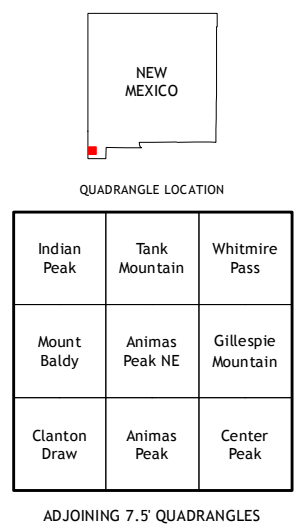 NEW
MEXICO
QUADRANGLE LOCATION
Indian
Peak
Tank
Mountain
Whitmire
Pass
Mount
Baldy
Animas
Peak NE
Gillespie
Mountain
Clanton
Draw
Animas
Peak
Center
Peak
ADJOINING 7.5' QUADRANGLES